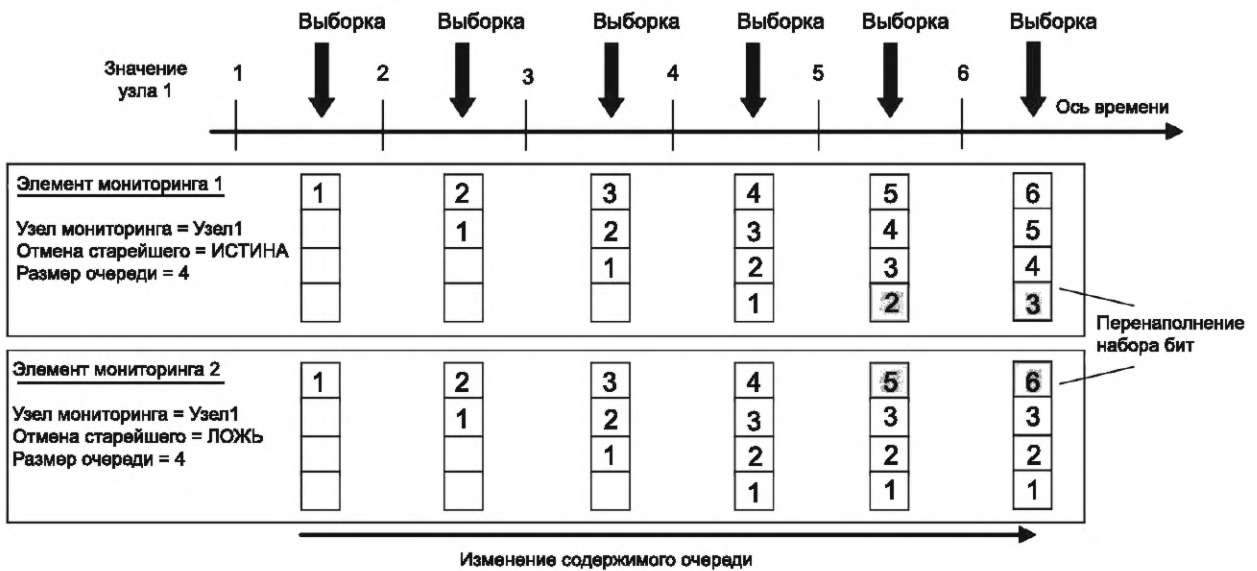 Выборка Выборка Выборка Выборка Выборка Выборка
Значение
узла 1
1 2 3 4 5 6
Ось времени
Элемент мониторинга 1
Узел мониторинга = Узел1
Отмена старейшего = ИСТИНА
Размер очереди = 4
1 2 3 4 5 6
1 2 3 4 5
1 2 3 4
1 2 3
Перенаполнение
набора бит
Элемент мониторинга 2
Узел мониторинга = Узел1
Отмена старейшего = ЛОЖЬ
Размер очереди = 4
1 2 3 4 5 6
1 2 3 3 3
1 2 2 2
1 1 1
Изменение содержимого очереди